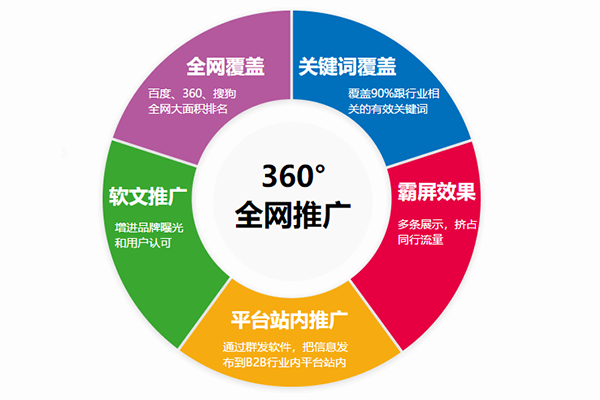 全网覆盖
百度、360、搜狗
全网大面积排名
关键词覆盖
覆盖90%跟行业相
关的有效关键词
霸屏效果
多条展示，挤占
同行流量
平台站内推广
通过群发软件，把信息发
布到B2B行业内平台站内
软文推广
增进品牌曝光
和用户认可
360°
全网推广